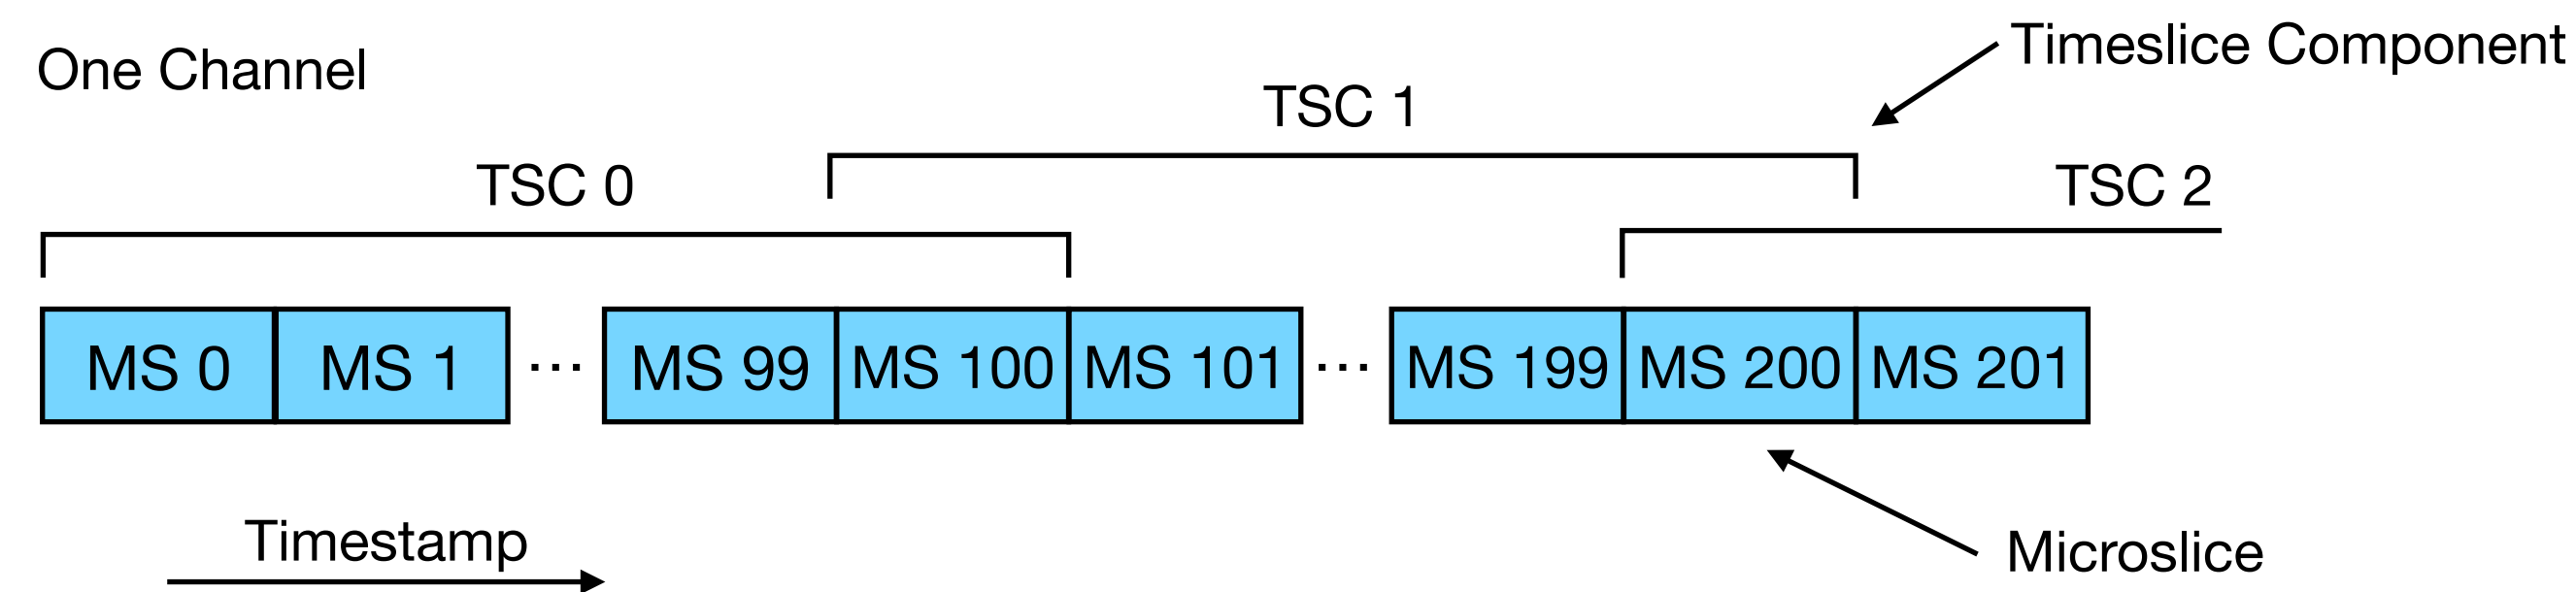 One Channel
Timeslice Component
TSC 1
TSC 0
TSC 2
MS 0 MS 1 ... MS 99 MS 100 MS 101 ... MS 199 MS 200 MS 201
Timestamp
Microslice